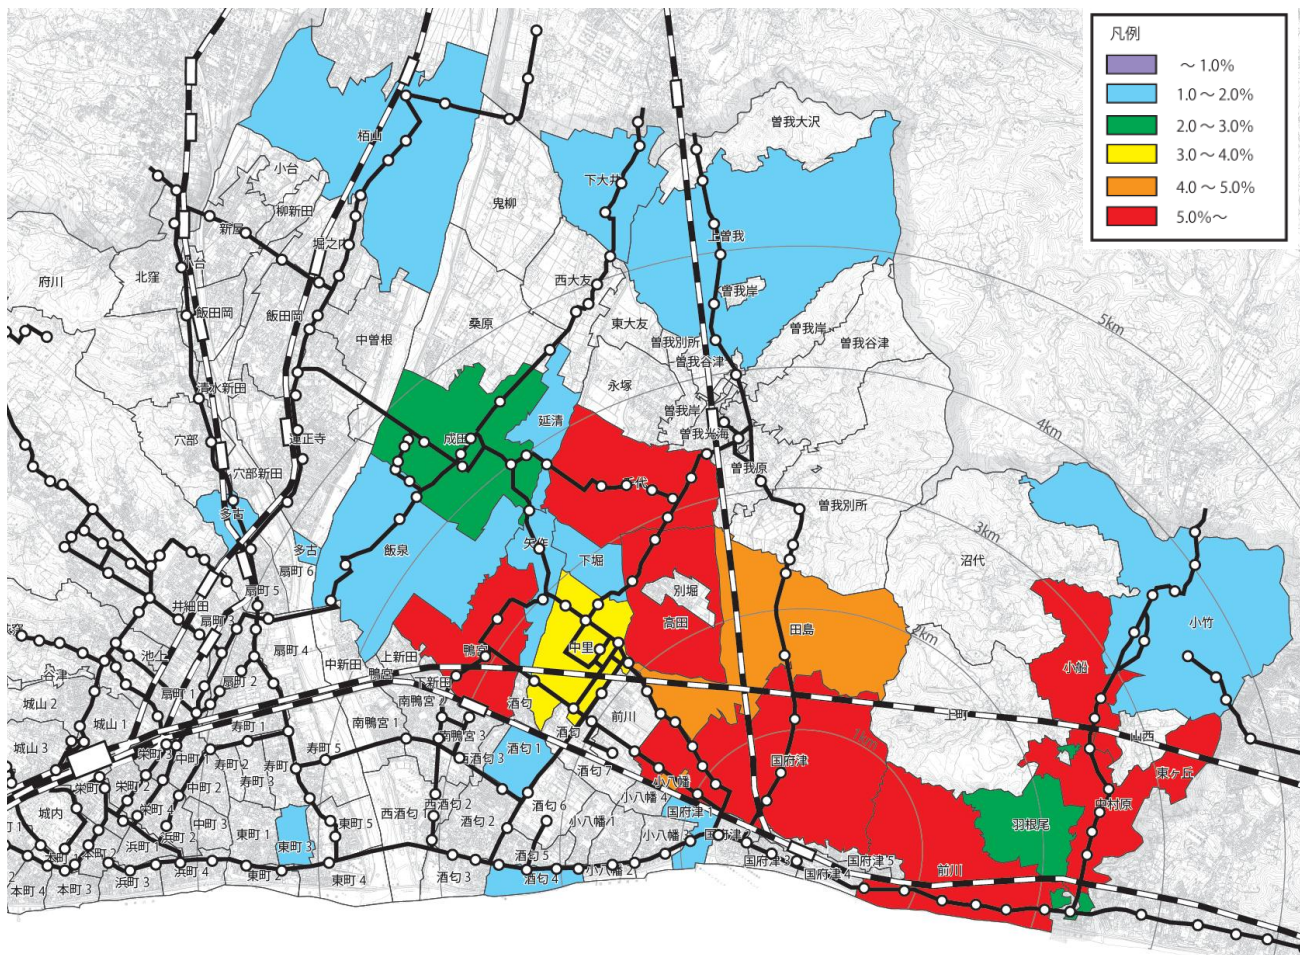 凡例
～ 1.0%
1.0 ～ 2.0%
2.0 ～ 3.0%
3.0 ～ 4.0%
4.0 ～ 5.0%
5.0% ～
曽我大沢
栢山
小台
下大井
鬼柳
柳新田
新屋
堀之内
上曽我
府川
北窪
西大友
曽我岸
飯田岡
飯田岡
桑原
東大友
曽我岸
5km
中曽根
曽我別所
曽我谷津
曽我谷津
清水新田
永塚
曽我岸
穴部
蓮正寺
成田
延清
曽我光海
4km
穴部新田
千代
曽我原
多古
曽我別所
3km
多古
飯泉
矢作
下堀
沼代
扇町 6
扇町 5
別堀
井細田
扇町 3
高田
田島
2km
小竹
池上
扇町 4
中新田
上新田
鴨宮
中里
小船
谷津
扇町 2
鴨宮
下新田
城山 2
扇町 1
南鴨宮 2
酒匂
前川
上町
城山 1
寿町 1
南鴨宮 1
南鴨宮 3
酒匂
山西
1km
城山 3
栄町 3
中町 1
寿町 5
酒匂 1
国府津
東ヶ丘
寿町 2
西酒匂 3
酒匂 7
小八幡
栄町 2
中町 2
寿町 3
小八幡 4
中村原
城内
栄町 4
中町 3
西酒匂 2
酒匂 6
国府津 1
羽根尾
浜町 2
東町 1
東町 5
西酒匂 1
酒匂 2
小八幡 1
国府津 2
本町 1
本町 2
浜町 1
東町 3
酒匂 5
国府津 3
国府津 5
本町 4
本町 3
浜町 3
浜町 4
東町 2
東町 4
酒匂 3
酒匂 4
小八幡 2
国府津 4
前川